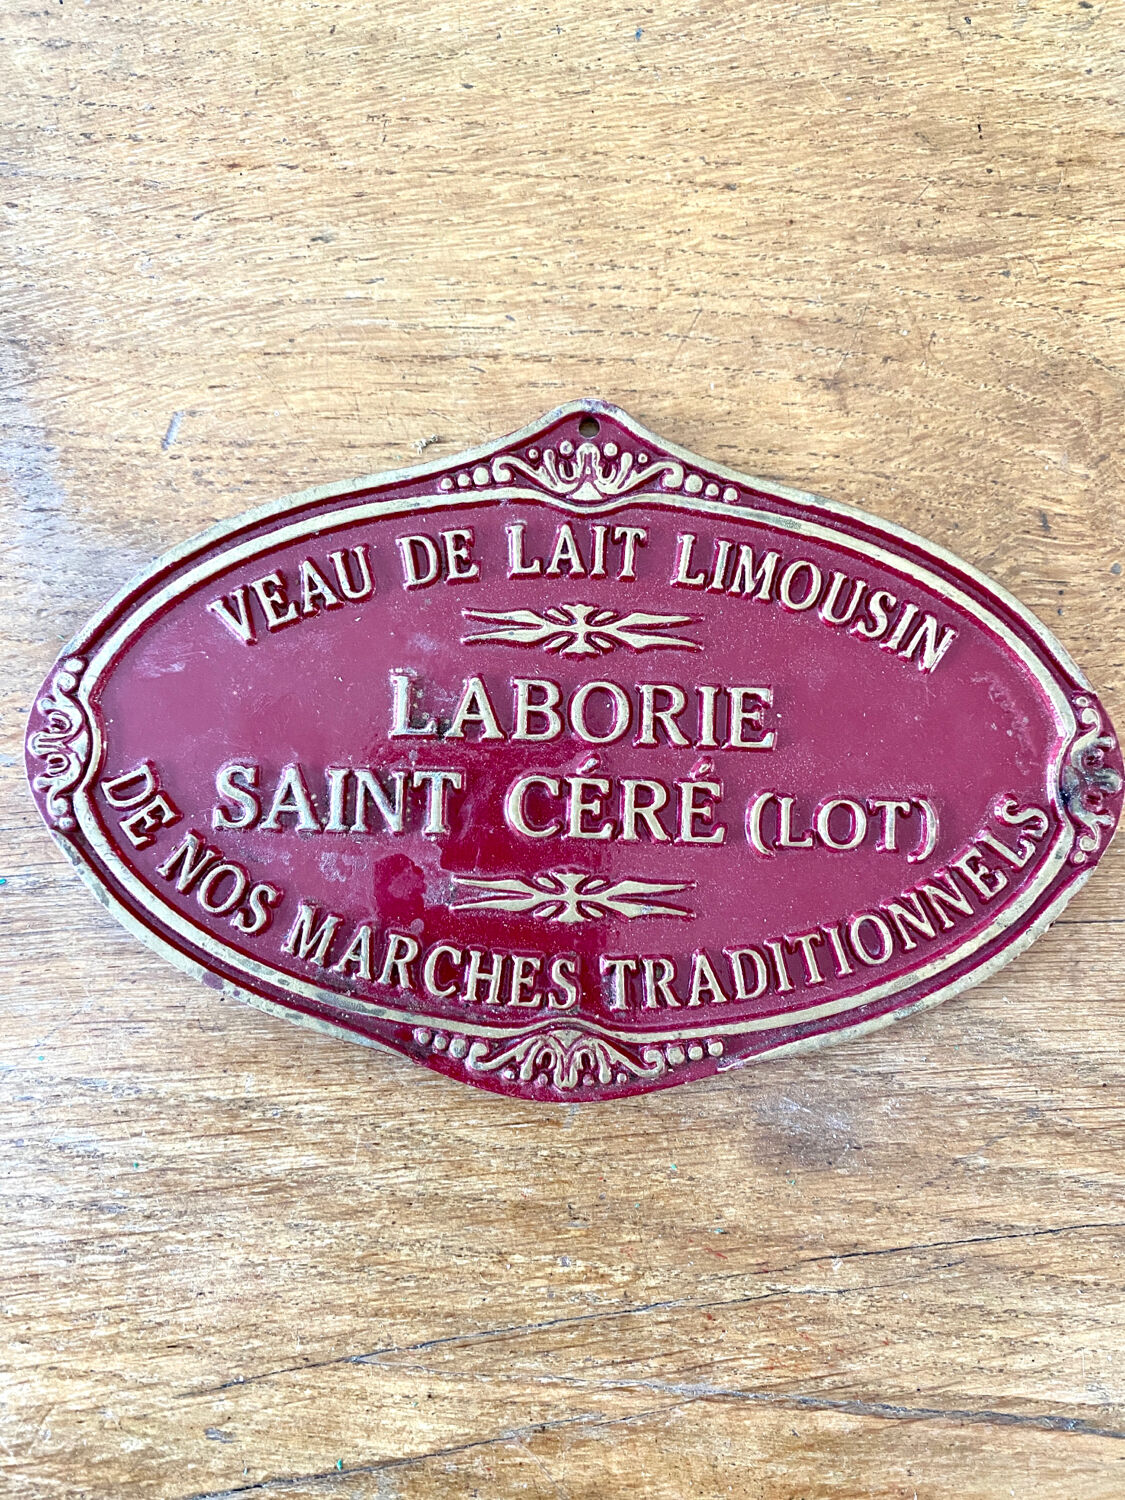 VEAU DE LAIT LIMOUSIN
LABORIE
SAINT CÉRÉ (LOT)
DE NOS MARCHES TRADITIONNELS